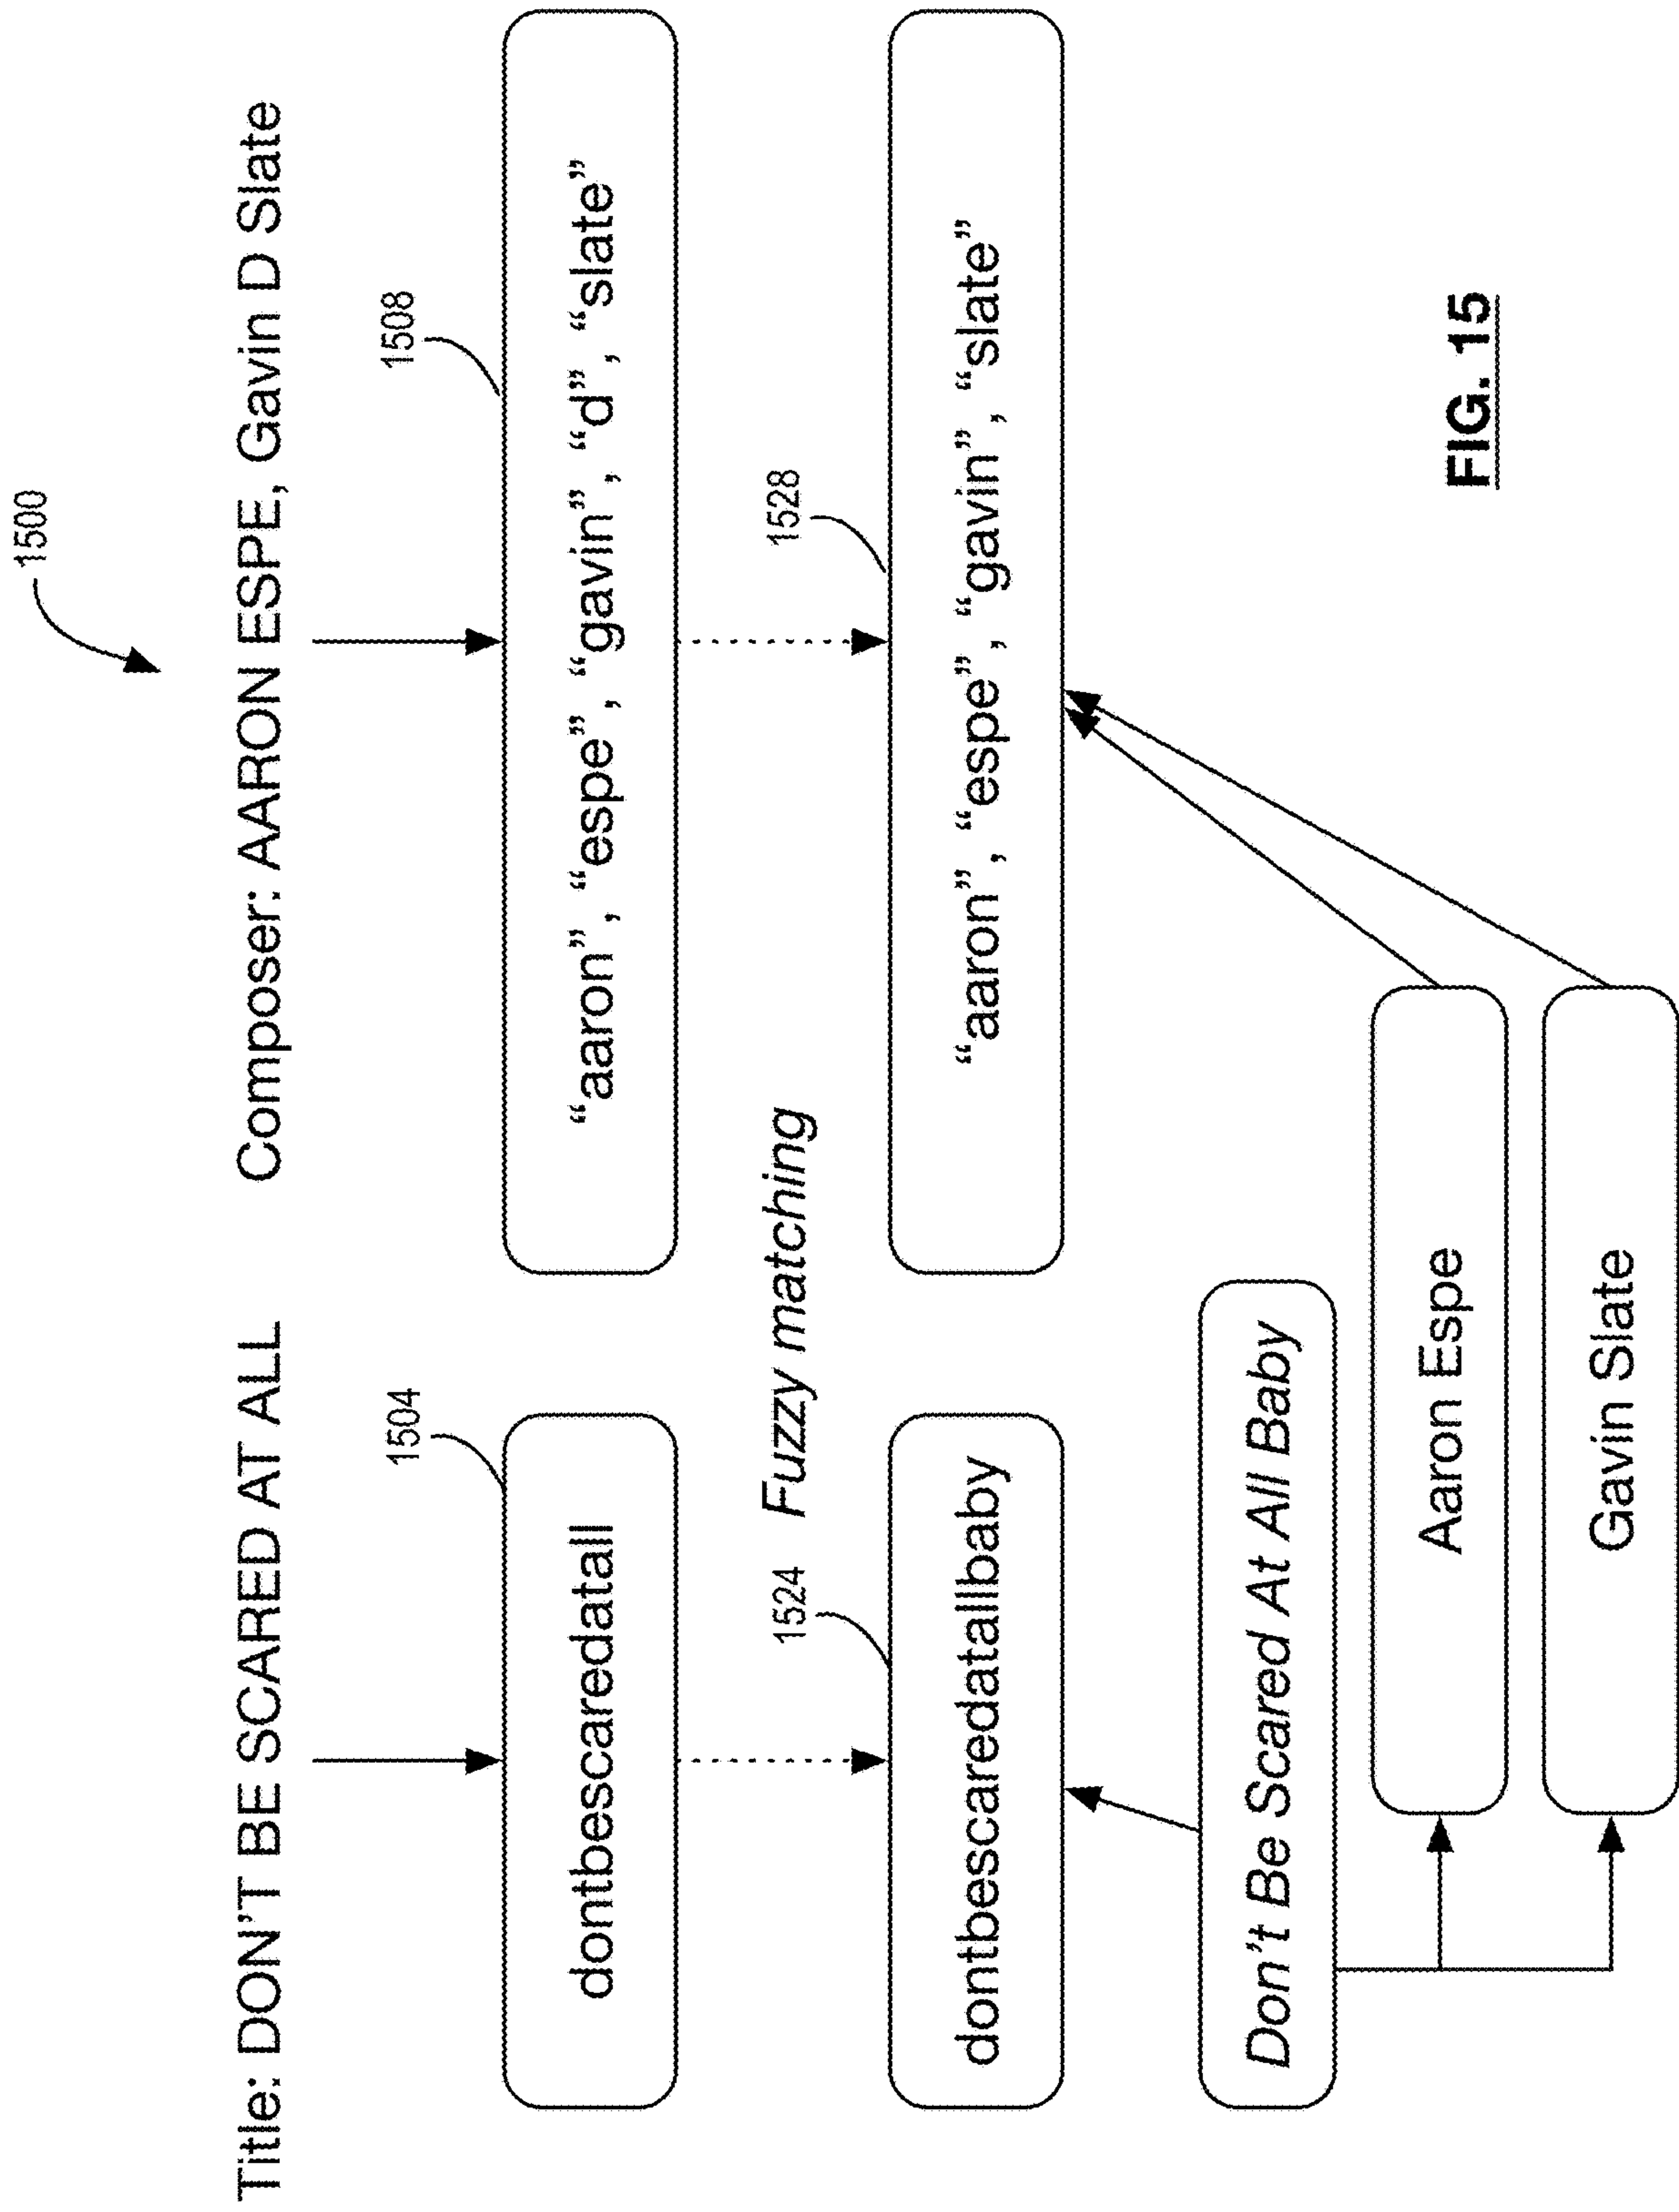 1500
Title: DON'T BE SCARED AT ALL
Composer: AARON ESPE, Gavin D Slate
1504
1508
dontbescaredatall
“aaron”, “espe”, “gavin”, “d”, “slate”
1524
Fuzzy matching
1528
dontbescaredatallbaby
“aaron”, “espe”, “gavin”, “slate”
Don't Be Scared At All Baby
Aaron Espe
Gavin Slate
FIG. 15